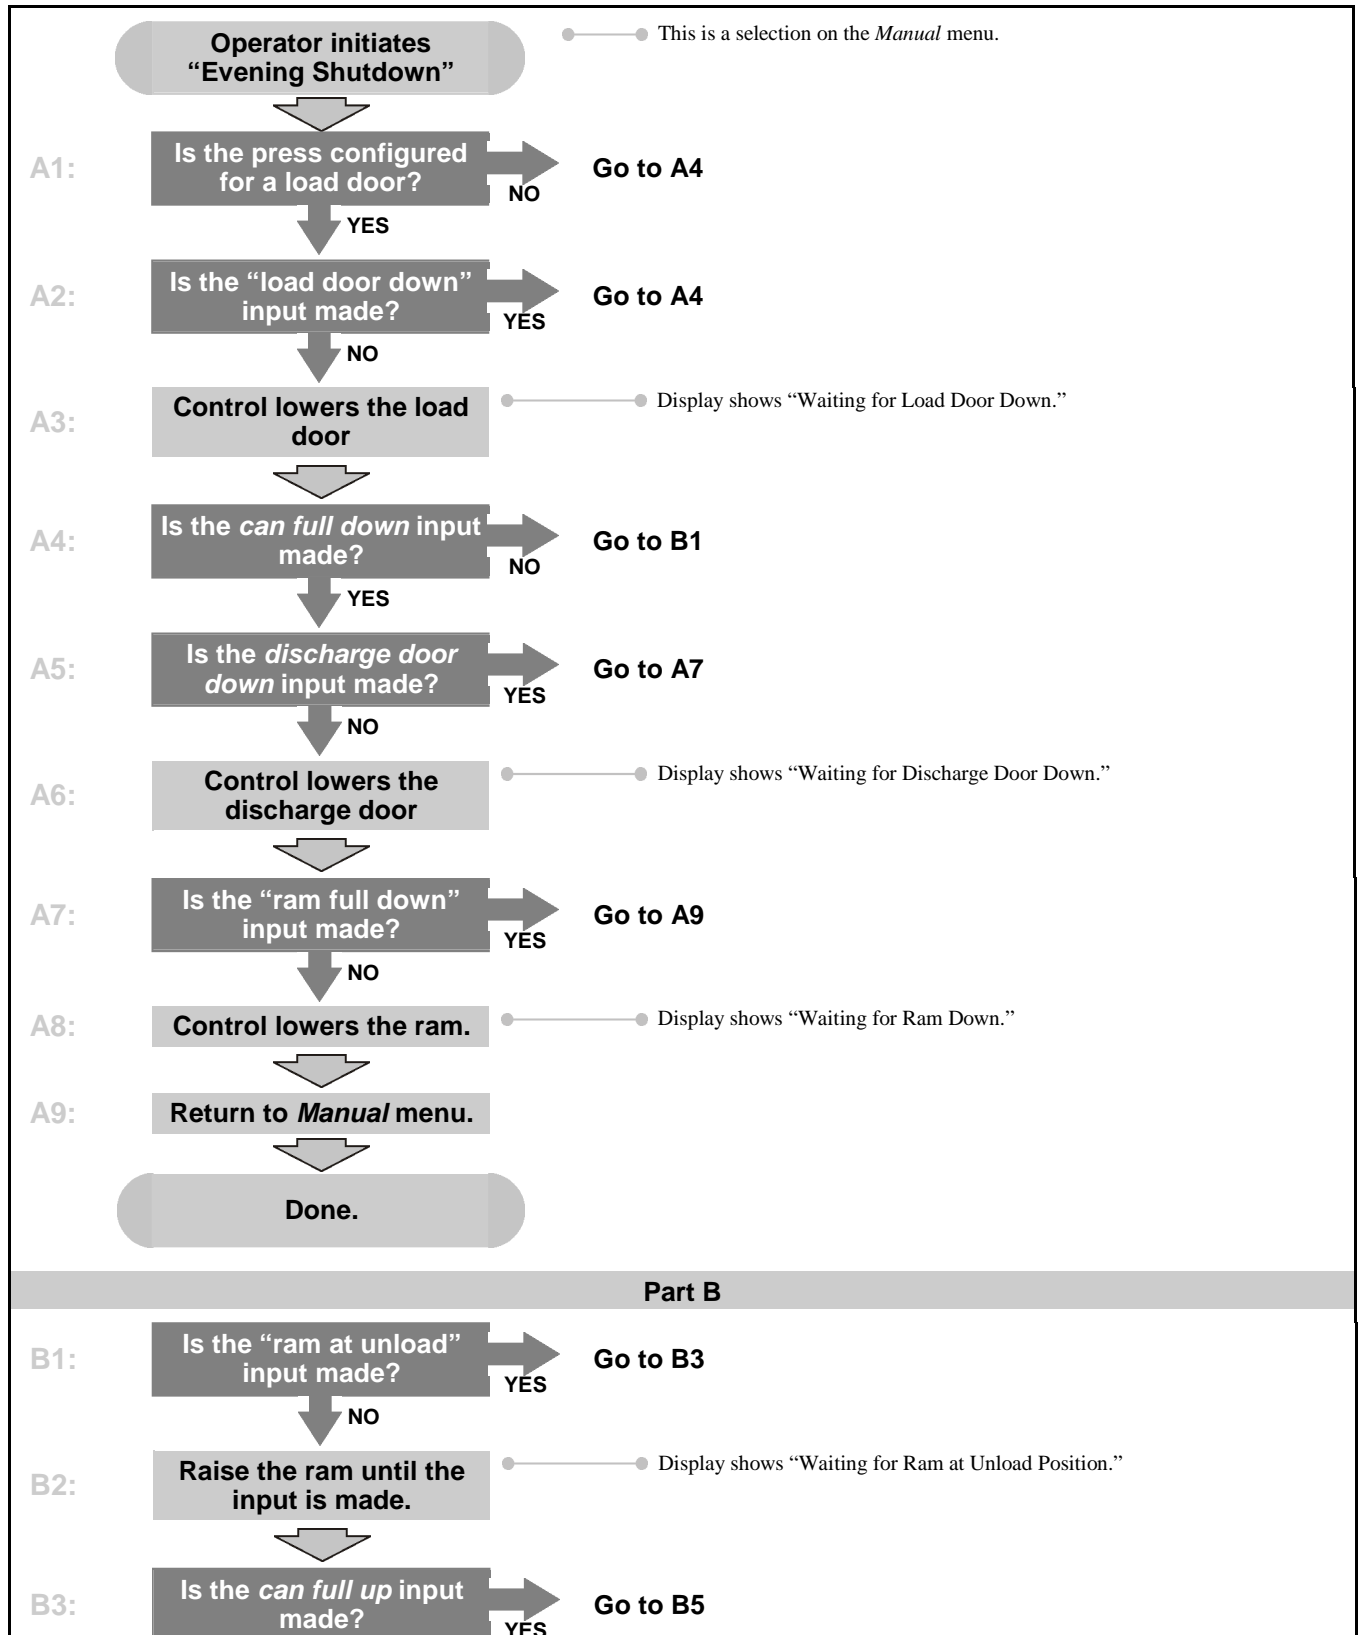 Operator initiates
“Evening Shutdown”
This is a selection on the Manual menu.
A1:
Is the press configured
for a load door?
NO
Go to A4
YES
A2:
Is the “load door down”
input made?
YES
Go to A4
NO
A3:
Control lowers the load
door
Display shows “Waiting for Load Door Down.”
A4:
Is the can full down input
made?
NO
Go to B1
YES
A5:
Is the discharge door
down input made?
YES
Go to A7
NO
A6:
Control lowers the
discharge door
Display shows “Waiting for Discharge Door Down.”
A7:
Is the “ram full down”
input made?
YES
Go to A9
NO
A8:
Control lowers the ram.
Display shows “Waiting for Ram Down.”
A9:
Return to Manual menu.
Done.
Part B
B1:
Is the “ram at unload”
input made?
YES
Go to B3
NO
B2:
Raise the ram until the
input is made.
Display shows “Waiting for Ram at Unload Position.”
B3:
Is the can full up input
made?
YES
Go to B5